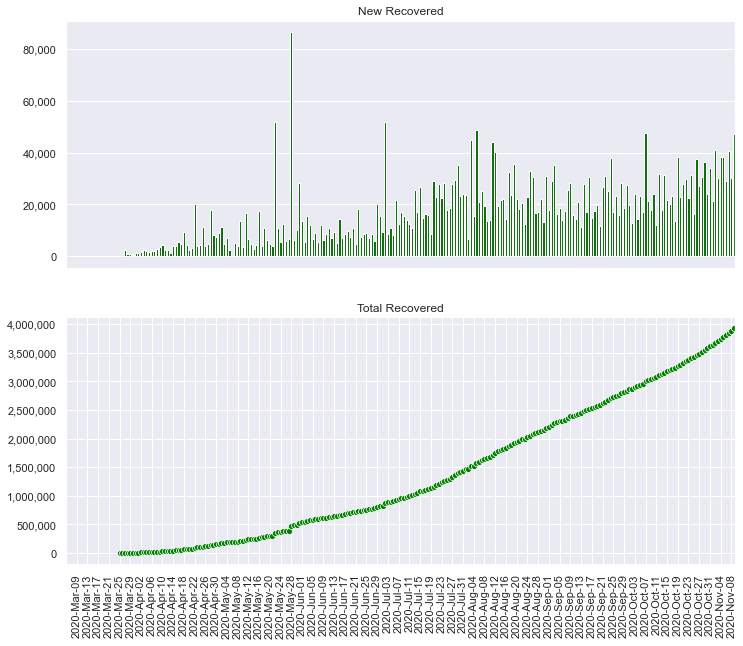 New Recovered
80,000
60,000
40,000
20,000
0
Total Recovered
4,000,000
3,500,000
3,000,000
2,500,000
2,000,000
1,500,000
1,000,000
500,000
0
2020-Mar-09
2020-Mar-13
2020-Mar-17
2020-Mar-21
2020-Mar-25
2020-Mar-29
2020-Apr-02
2020-Apr-06
2020-Apr-10
2020-Apr-14
2020-Apr-18
2020-Apr-22
2020-Apr-26
2020-Apr-30
2020-May-04
2020-May-08
2020-May-12
2020-May-16
2020-May-20
2020-May-24
2020-May-28
2020-Jun-01
2020-Jun-05
2020-Jun-09
2020-Jun-13
2020-Jun-17
2020-Jun-21
2020-Jun-25
2020-Jun-29
2020-Jul-03
2020-Jul-07
2020-Jul-11
2020-Jul-15
2020-Jul-19
2020-Jul-23
2020-Jul-27
2020-Jul-31
2020-Aug-04
2020-Aug-08
2020-Aug-12
2020-Aug-16
2020-Aug-20
2020-Aug-24
2020-Aug-28
2020-Sep-01
2020-Sep-05
2020-Sep-09
2020-Sep-13
2020-Sep-17
2020-Sep-21
2020-Sep-25
2020-Sep-29
2020-Oct-03
2020-Oct-07
2020-Oct-11
2020-Oct-15
2020-Oct-19
2020-Oct-23
2020-Oct-27
2020-Oct-31
2020-Nov-04
2020-Nov-08